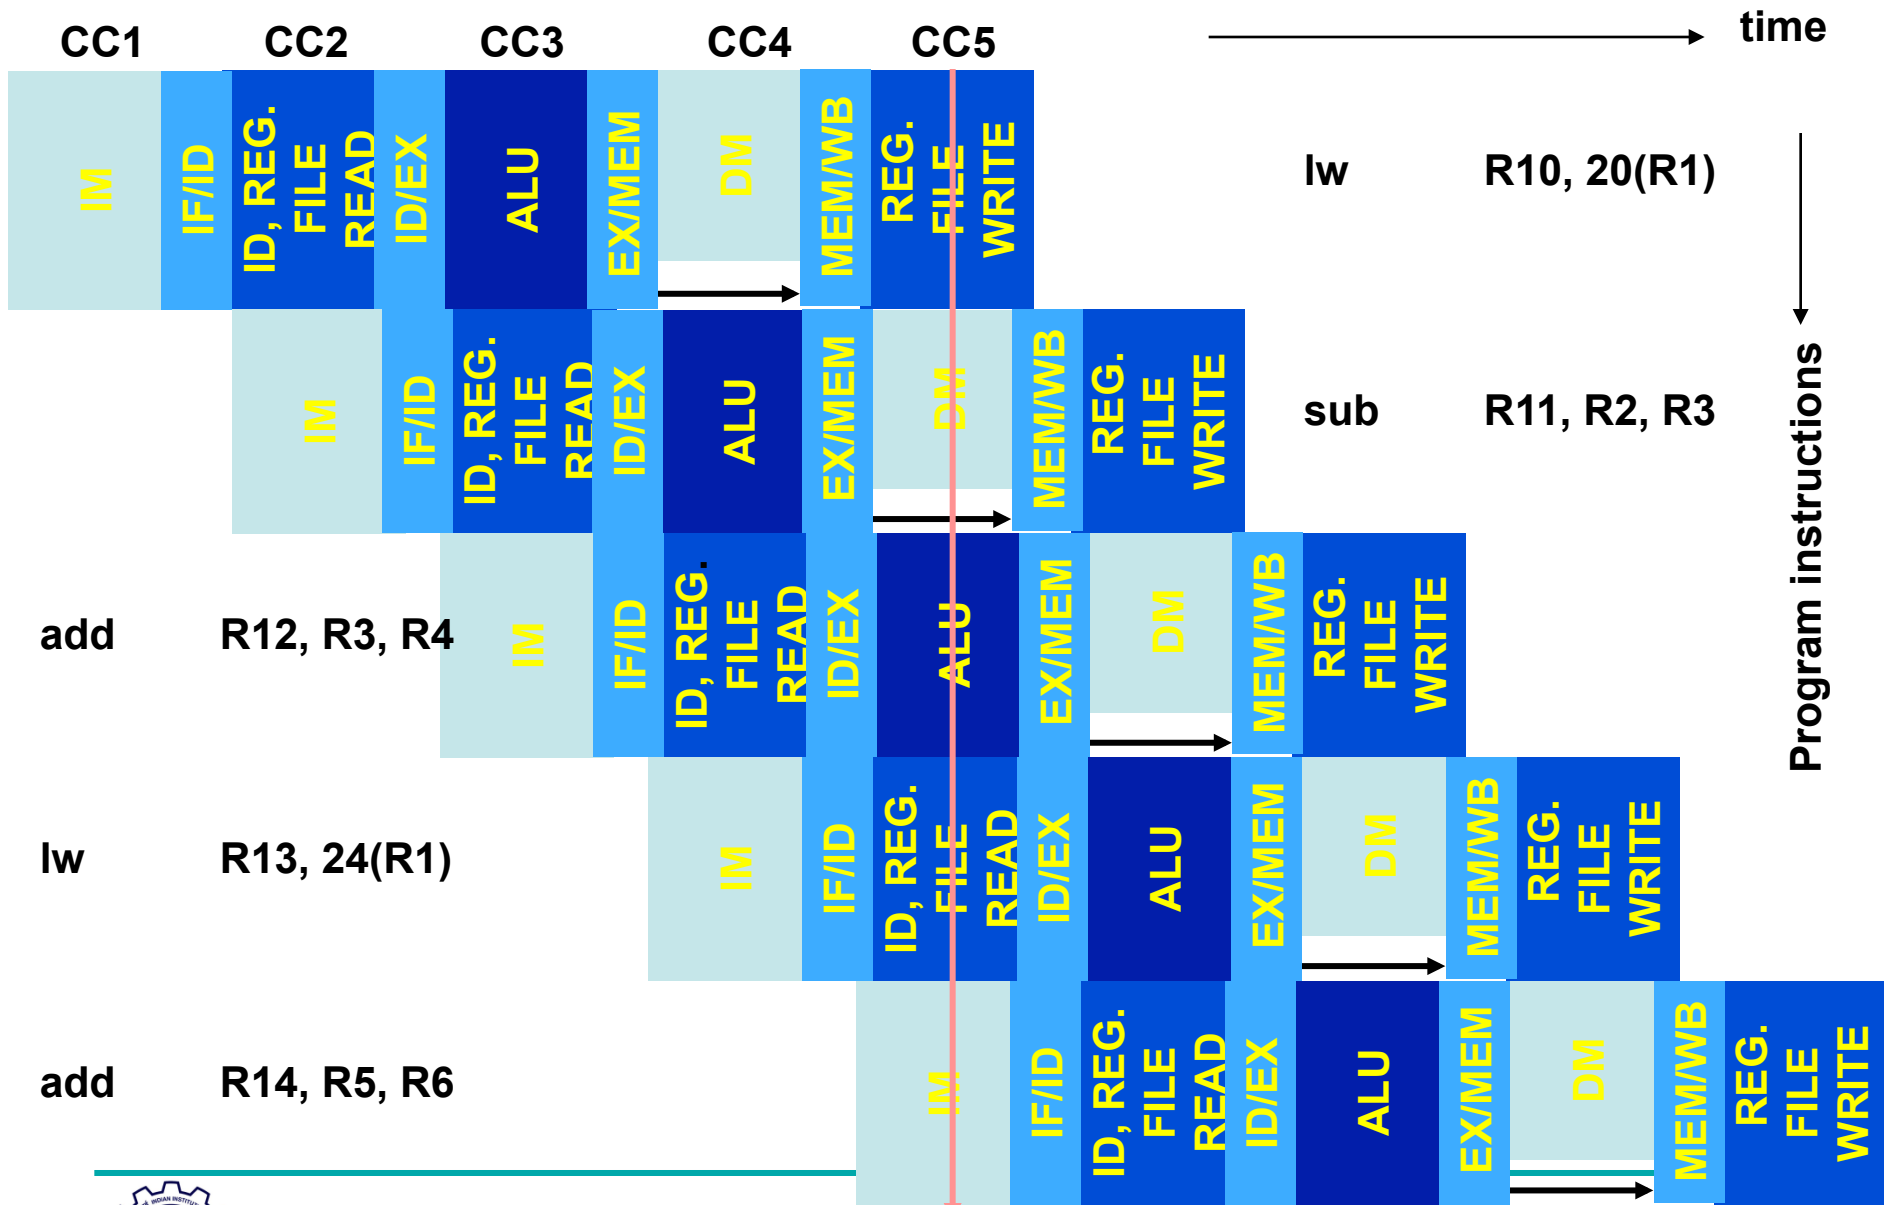 CC1 CC2 CC3 CC4 CC5 time
IM IF/ID ID, REG. FILE READ ID/EX ALU EX/MEM DM MEM/WB REG. FILE WRITE lw R10, 20(R1)
IM IF/ID ID, REG. FILE READ ID/EX ALU EX/MEM DM MEM/WB REG. FILE WRITE sub R11, R2, R3
Program instructions
add R12, R3, R4 IM IF/ID ID, REG. FILE READ ID/EX ALU EX/MEM DM MEM/WB REG. FILE WRITE
lw R13, 24(R1) IM IF/ID ID, REG. FILE READ ID/EX ALU EX/MEM DM MEM/WB REG. FILE WRITE
add R14, R5, R6 IM IF/ID ID, REG. FILE READ ID/EX ALU EX/MEM DM MEM/WB REG. FILE WRITE
INDIAN